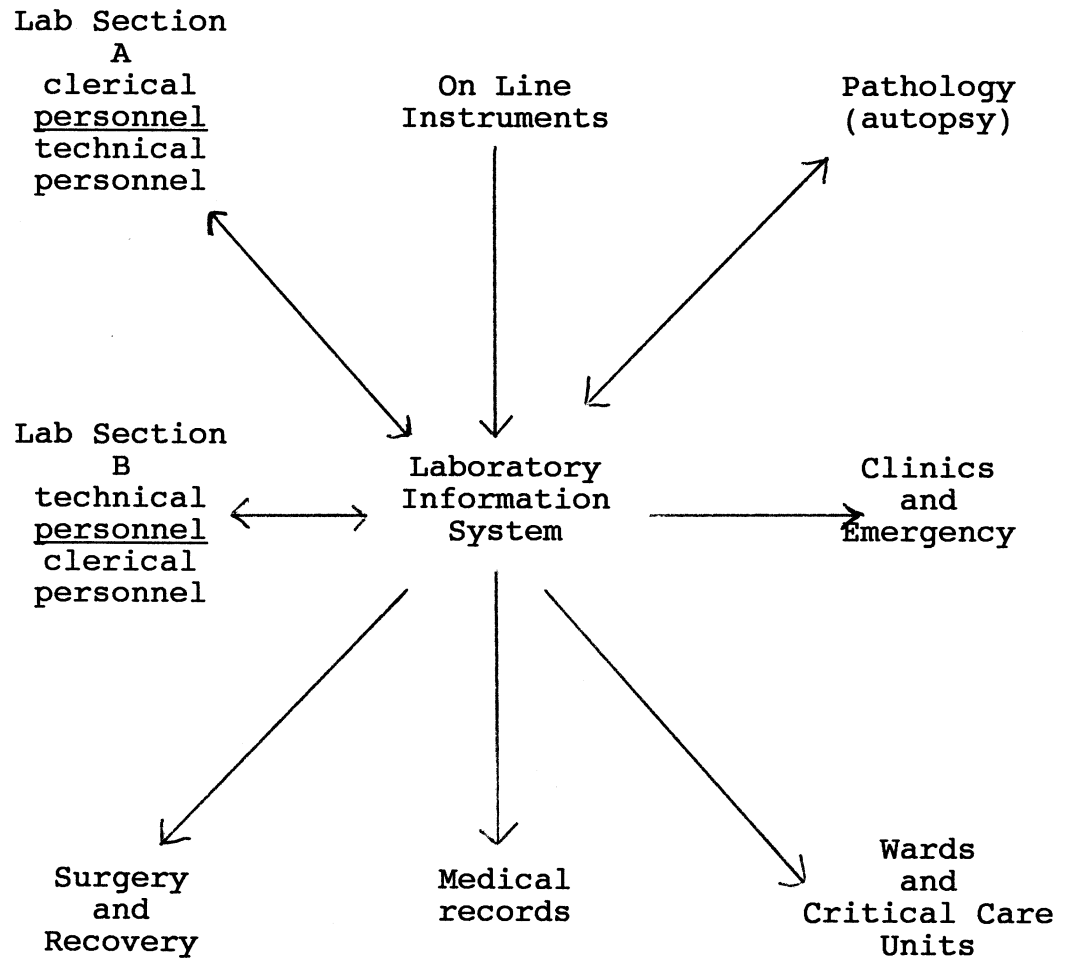 Lab Section
A
clerical
personnel
technical
personnel
On Line
Instruments
Pathology
(autopsy)
Lab Section
B
technical
personnel
clerical
personnel
Laboratory
Information
System
Clinics
and
Emergency
Surgery
and
Recovery
Medical
records
Wards
and
Critical Care
Units